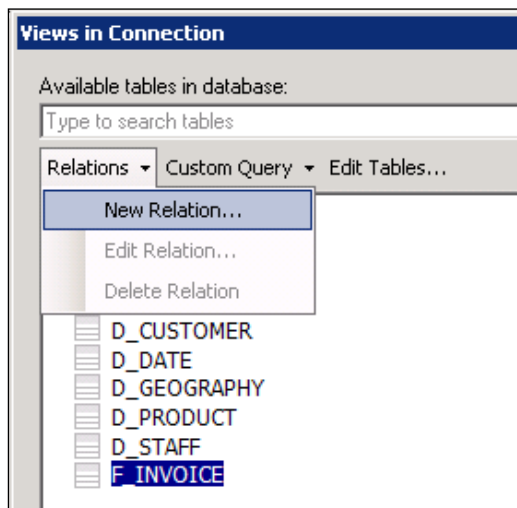 Views in Connection
Available tables in database:
Type to search tables
Relations Custom Query Edit Tables...
New Relation...
Edit Relation...
Delete Relation
D_CUSTOMER
D_DATE
D_GEOGRAPHY
D_PRODUCT
D_STAFF
F_INVOICE